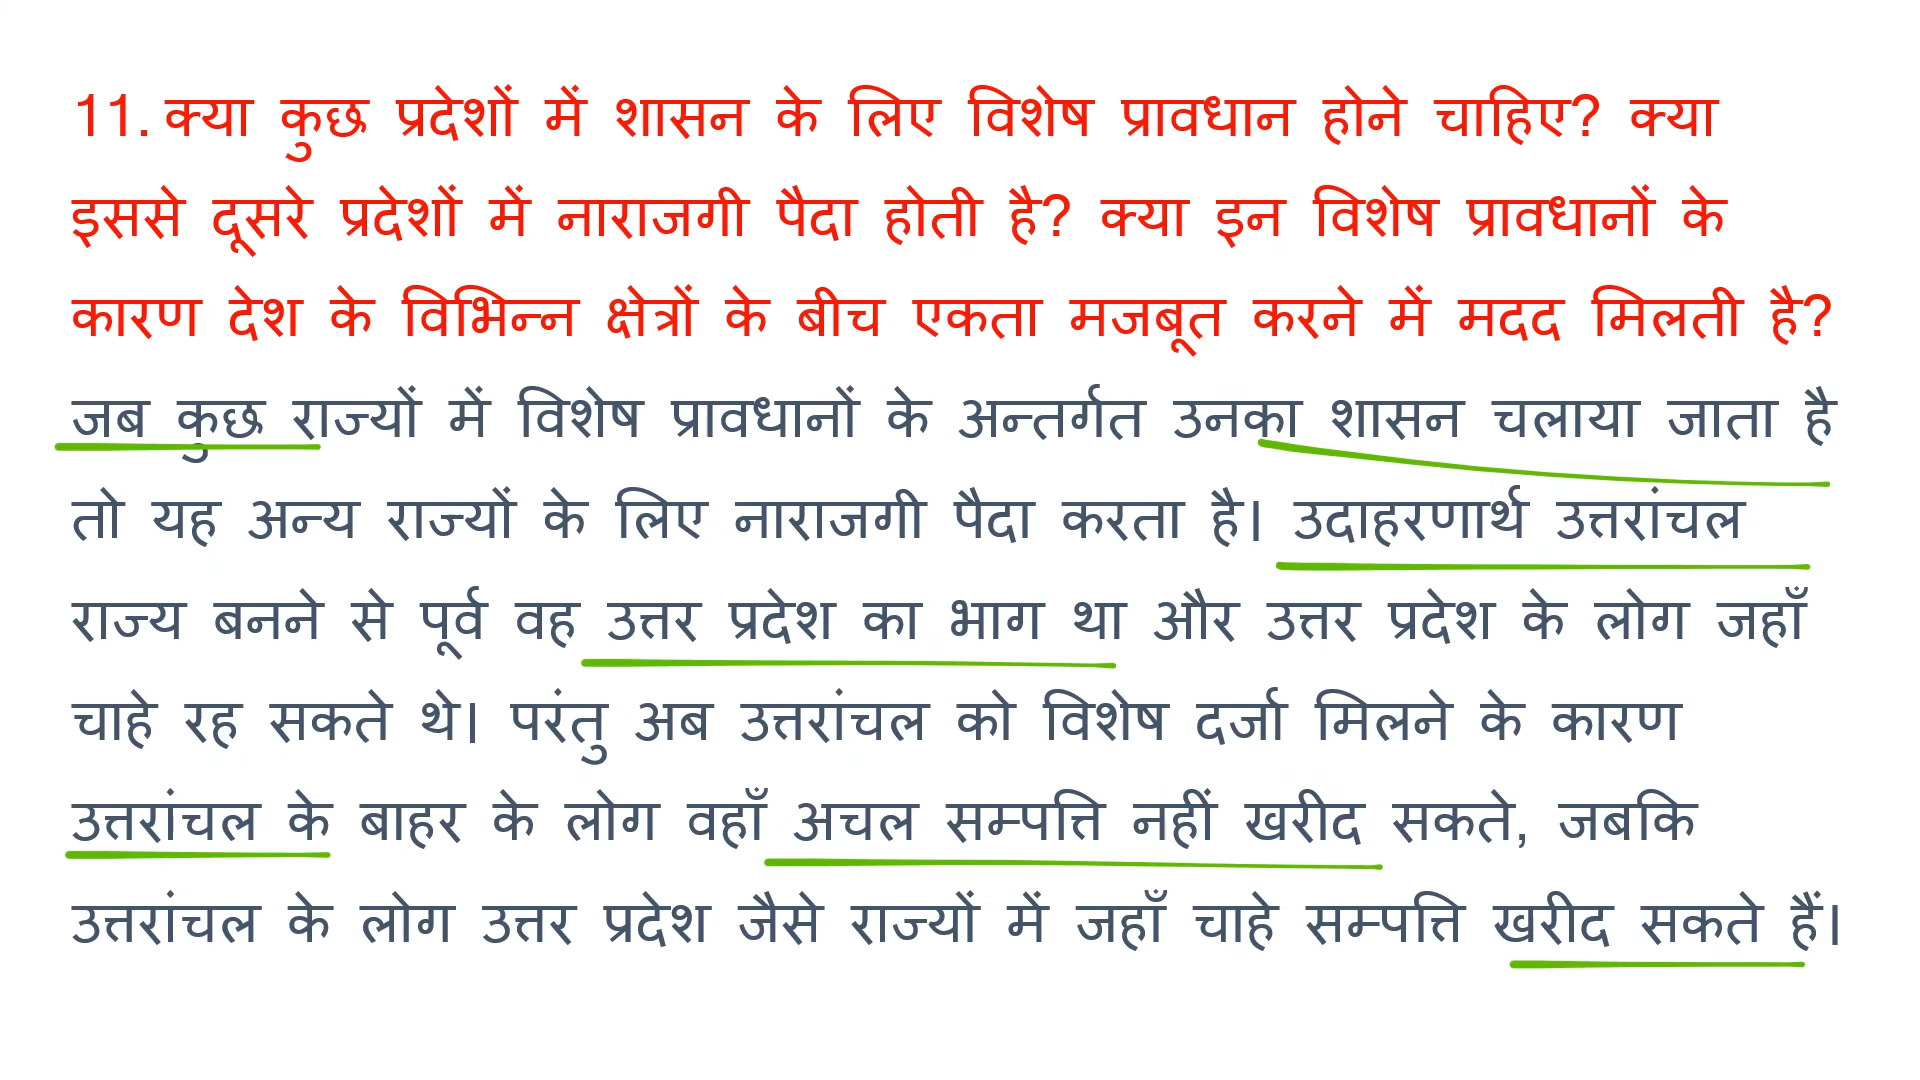 11. क्या कुछ प्रदेशों में शासन के लिए विशेष प्रावधान होने चाहिए? क्या
इससे दूसरे प्रदेशों में नाराजगी पैदा होती है? क्या इन विशेष प्रावधानों के
कारण देश के विभिन्न क्षेत्रों के बीच एकता मजबूत करने में मदद मिलती है?
जब कुछ राज्यों में विशेष प्रावधानों के अन्तर्गत उनका शासन चलाया जाता है
तो यह अन्य राज्यों के लिए नाराजगी पैदा करता है। उदाहरणार्थ उत्तरांचल
राज्य बनने से पूर्व वह उत्तर प्रदेश का भाग था और उत्तर प्रदेश के लोग जहाँ
चाहे रह सकते थे। परंतु अब उत्तरांचल को विशेष दर्जा मिलने के कारण
उत्तरांचल के बाहर के लोग वहाँ अचल सम्पत्ति नहीं खरीद सकते, जबकि
उत्तरांचल के लोग उत्तर प्रदेश जैसे राज्यों में जहाँ चाहे सम्पत्ति खरीद सकते हैं।